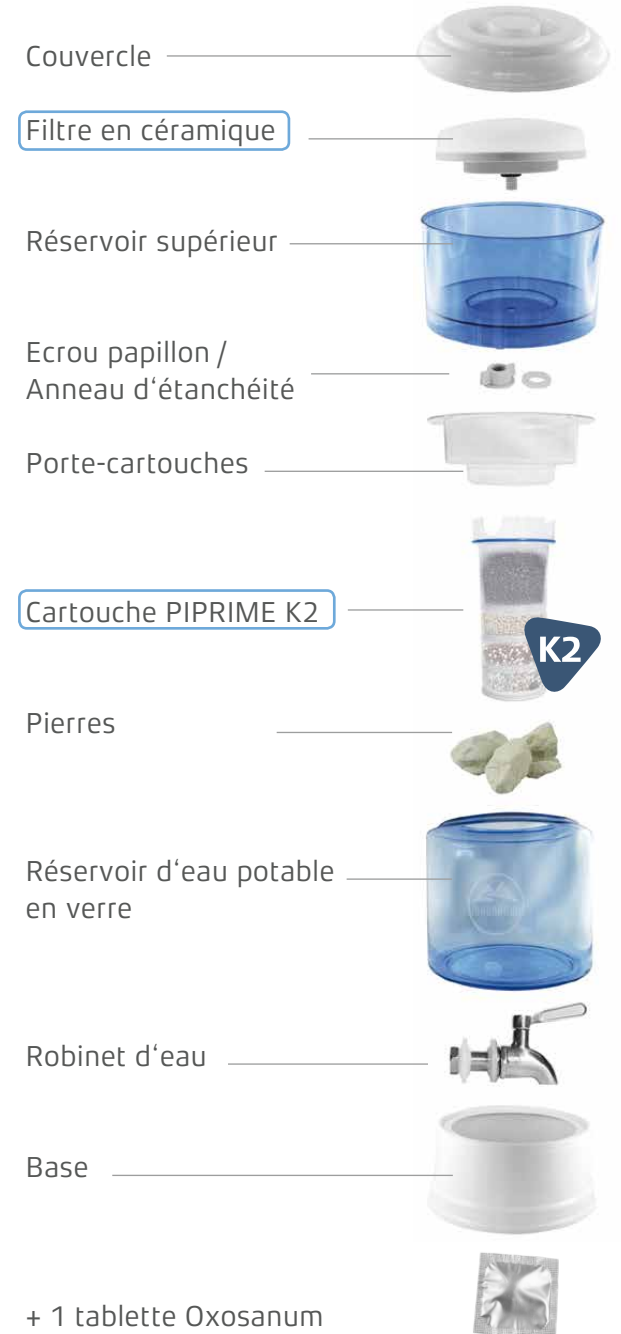 Couvercle
Filtre en céramique
Réservoir supérieur
Ecrou papillon /
Anneau d‘étanchéité
Porte-cartouches
Cartouche PIPRIME K2
K2
Pierres
Réservoir d‘eau potable
en verre
Robinet d‘eau
Base
+ 1 tablette Oxosanum